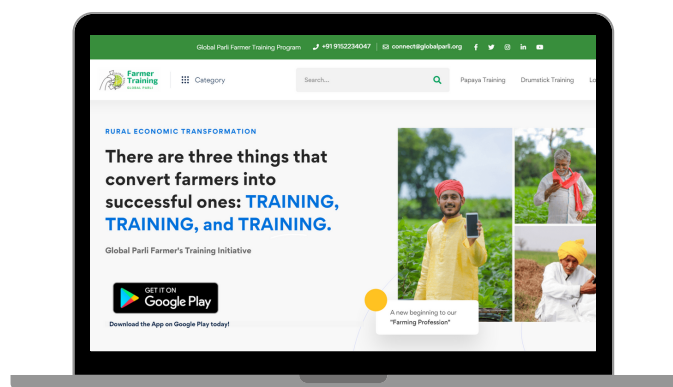 Global Parli Farmer Training Program
+91 9152234047
connect@globalparli.org
Farmer
Training
GLOBAL PARLI
Category
Search...
Papaya Training
Drumstick Training
Lo
RURAL ECONOMIC TRANSFORMATION
There are three things that
convert farmers into
successful ones: TRAINING,
TRAINING, and TRAINING.
Global Parli Farmer's Training Initiative
GET IT ON
Google Play
Download the App on Google Play today!
A new beginning to our
"Farming Profession"